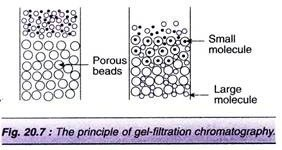 Small
molecule
Porous
beads
Large
molecule
Fig. 20.7 : The principle of gel-filtration chromatography.